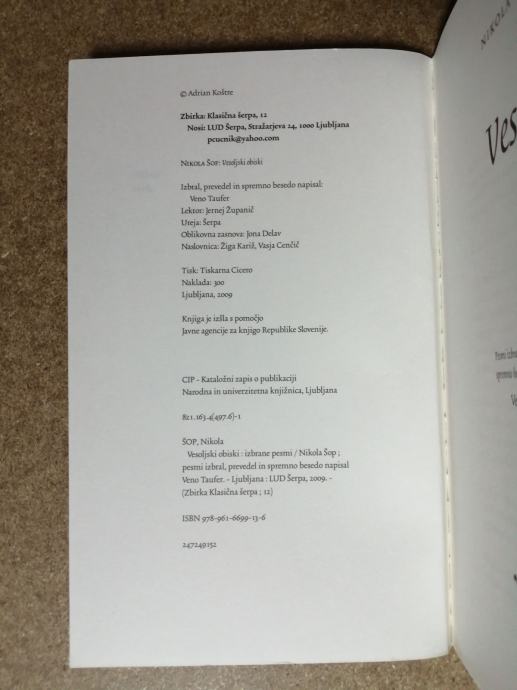 © Adrian Koštre
Zbirka: Klasična šerpa, 12
Nosi: LUD Šerpa, Stražarjeva 24, 1000 Ljubljana
pcucnik@yahoo.com
Nikola Šop: Vesoljski obiski
Izbral, prevedel in spremno besedo napisal:
Veno Taufer
Lektor: Jernej Županič
Ureja: Šerpa
Oblikovna zasnova: Jona Delav
Naslovnica: Žiga Kariž, Vasja Cenčič
Tisk: Tiskarna Cicero
Naklada: 300
Ljubljana, 2009
Knjiga je izšla s pomočjo
Javne agencije za knjigo Republike Slovenije.
CIP - Kataložni zapis o publikaciji
Narodna in univerzitetna knjižnica, Ljubljana
821.163.4(497.6)-1
ŠOP, Nikola
Vesoljski obiski : izbrane pesmi / Nikola Šop ;
pesmi izbral, prevedel in spremno besedo napisal
Veno Taufer. - Ljubljana : LUD Šerpa, 2009. -
(Zbirka Klasična šerpa ; 12)
ISBN 978-961-6699-13-6
247249152
NIKOLA
Ves